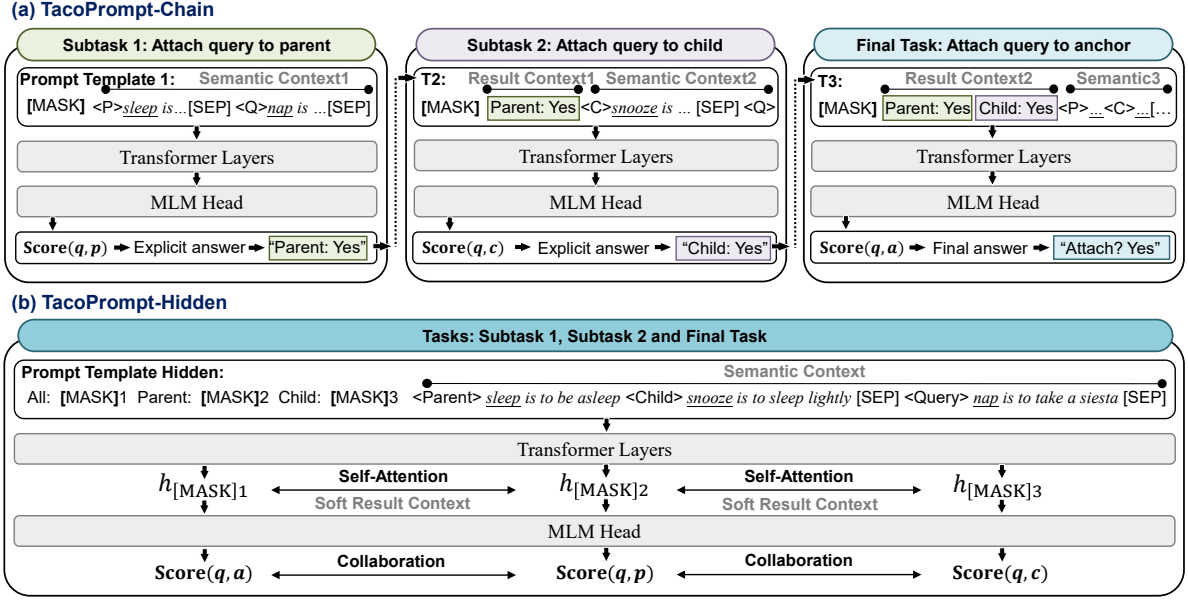 (a) TacoPrompt-Chain
Subtask 1: Attach query to parent
Prompt Template 1: Semantic Context1
[MASK] <P>sleep is...[SEP] <Q>nap is ...[SEP]
Transformer Layers
MLM Head
Score(q, p) Explicit answer "Parent: Yes"
Subtask 2: Attach query to child
T2: Result Context1 Semantic Context2
[MASK] Parent: Yes <C>snooze is ... [SEP] <Q>
Transformer Layers
MLM Head
Score(q, c) Explicit answer "Child: Yes"
Final Task: Attach query to anchor
T3: Result Context2 Semantic3
[MASK] Parent: Yes Child: Yes <P>... <C>...[...
Transformer Layers
MLM Head
Score(q, a) Final answer "Attach? Yes"
(b) TacoPrompt-Hidden
Tasks: Subtask 1, Subtask 2 and Final Task
Prompt Template Hidden: Semantic Context
All: [MASK]1 Parent: [MASK]2 Child: [MASK]3 <Parent> sleep is to be asleep <Child> snooze is to sleep lightly [SEP] <Query> nap is to take a siesta [SEP]
Transformer Layers
h[MASK]1 Self-Attention h[MASK]2 Self-Attention h[MASK]3
Soft Result Context Soft Result Context
MLM Head
Score(q, a) Collaboration Score(q, p) Collaboration Score(q, c)